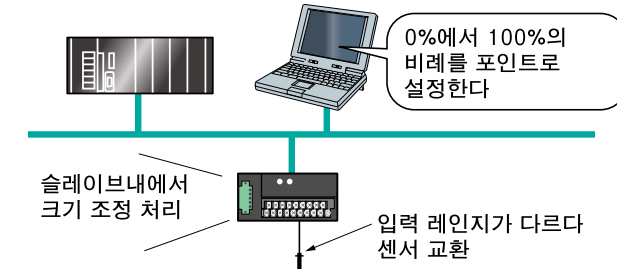 0%에서 100%의
비례를 포인트로
설정한다
슬레이브내에서
크기 조정 처리
입력 레인지가 다르다
센서 교환